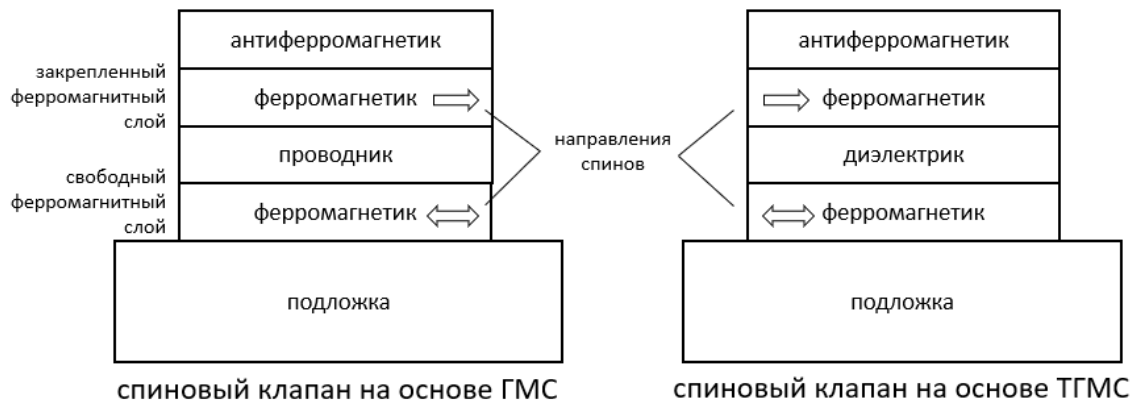 антиферромагнетик
закрепленный
ферромагнитный
слой
ферромагнетик
проводник
свободный
ферромагнитный
слой
ферромагнетик
подложка
спиновый клапан на основе ГМС
направления
спинов
антиферромагнетик
ферромагнетик
диэлектрик
ферромагнетик
подложка
спиновый клапан на основе ТГМС